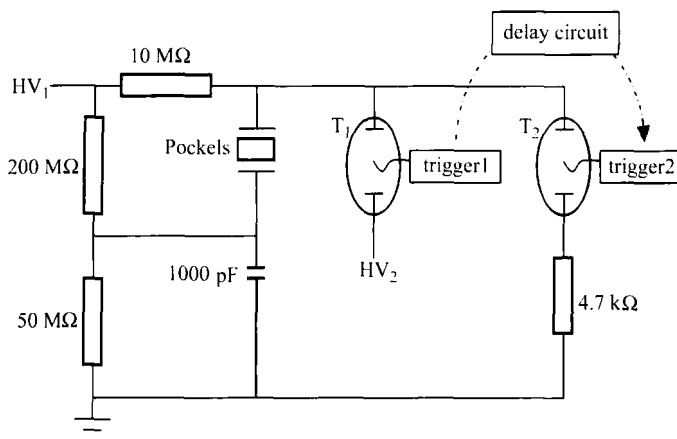 delay circuit
10 MΩ
HV₁
T₁
T₂
Pockels
trigger1
trigger2
200 MΩ
HV₂
1000 pF
50 MΩ
4.7 kΩ